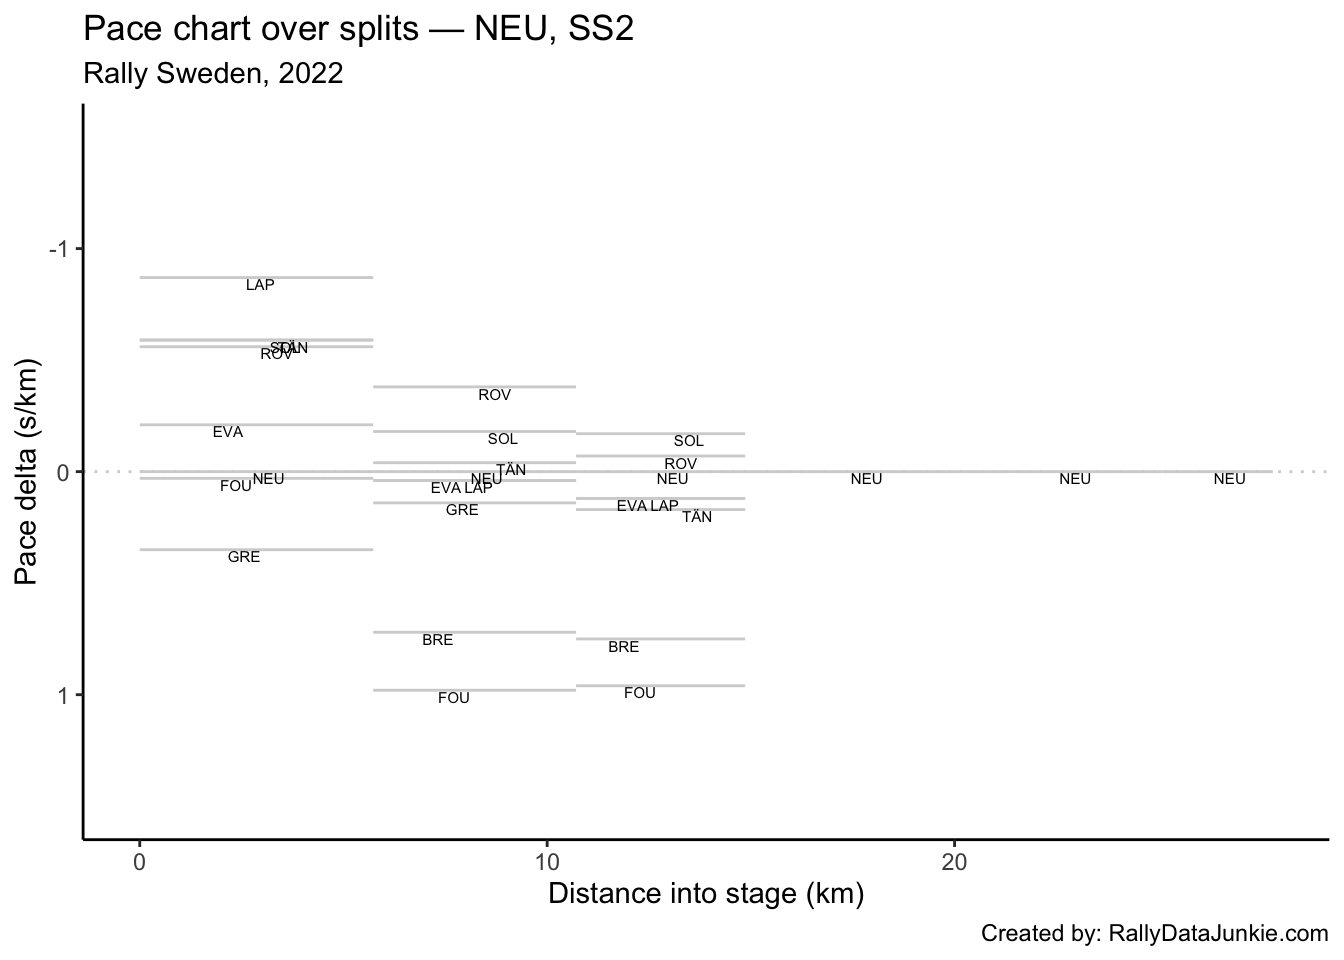 Pace chart over splits — NEU, SS2
Rally Sweden, 2022
Pace delta (s/km)
-1
0
1
LAP
SOL TÄN
ROV
EVA
NEU
FOU
GRE
ROV
SOL
TÄN
NEU
EVA LAP
GRE
BRE
FOU
SOL
ROV
NEU
EVA LAP
TÄN
BRE
FOU
NEU
NEU
NEU
0 10 20
Distance into stage (km)
Created by: RallyDataJunkie.com